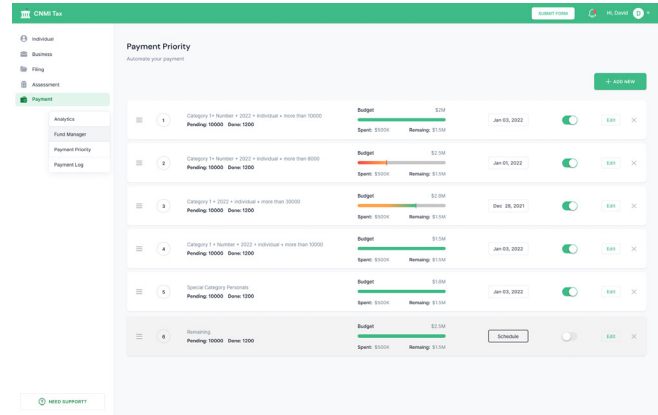 CNMI Tax
SUBMIT FORM
Hi, David
D
Individual
Business
Filing
Assessment
Payment
Analytics
Fund Manager
Payment Priority
Payment Log
NEED SUPPORT?
Payment Priority
Automate your payment
+ ADD NEW
1
Category 1+ Number + 2022 + individual + more than 10000
Pending: 10000 Done: 1200
Budget $2M
Spent: $500K Remaing: $1.5M
Jan 03, 2022
Edit
2
Category 1+ Number + 2022 + individual + more than 8000
Pending: 10000 Done: 1200
Budget $2.5M
Spent: $500K Remaing: $1.5M
Jan 01, 2022
Edit
3
Category 1 + 2022 + individual + more than 30000
Pending: 10000 Done: 1200
Budget $2.8M
Spent: $500K Remaing: $1.5M
Dec 28, 2021
Edit
4
Category 1 + Number + 2022 + individual + more than 10000
Pending: 10000 Done: 1200
Budget $1.5M
Spent: $500K Remaing: $1.5M
Jan 03, 2022
Edit
5
Special Category Personals
Pending: 10000 Done: 1200
Budget $1.8M
Spent: $500K Remaing: $1.5M
Jan 03, 2022
Edit
6
Remaining
Pending: 10000 Done: 1200
Budget $2.5M
Spent: $500K Remaing: $1.5M
Schedule
Edit